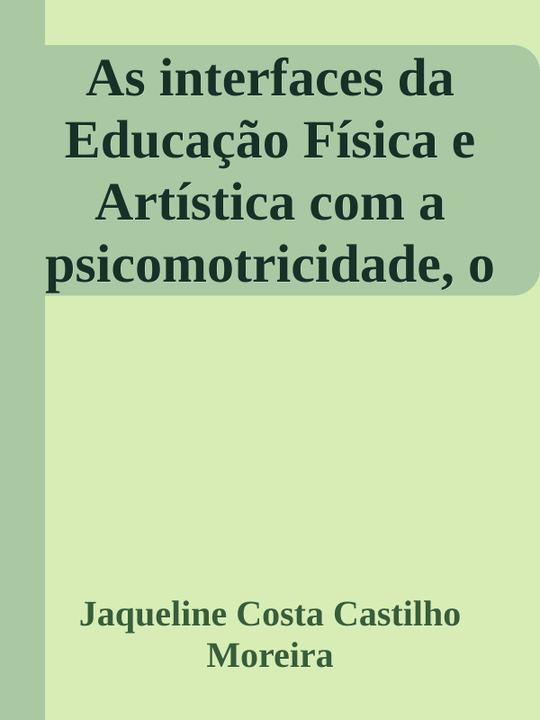 As interfaces da
Educação Física e
Artística com a
psicomotricidade, o
Jaqueline Costa Castilho
Moreira